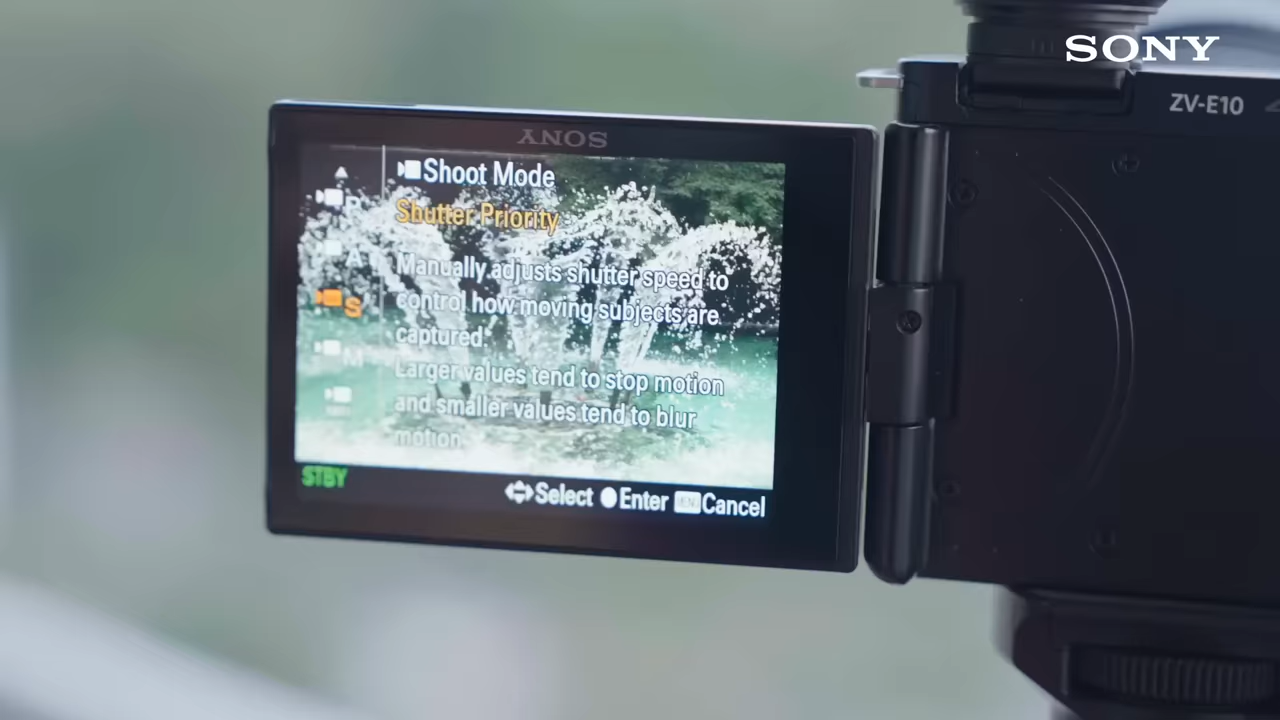 SONY
ZV-E10
SONY
Shoot Mode
Shutter Priority
Manually adjusts shutter speed to
control how moving subjects are
captured.
Larger values tend to stop motion
and smaller values tend to blur
motion.
P
A
S
M
STBY
Select Enter MENU Cancel